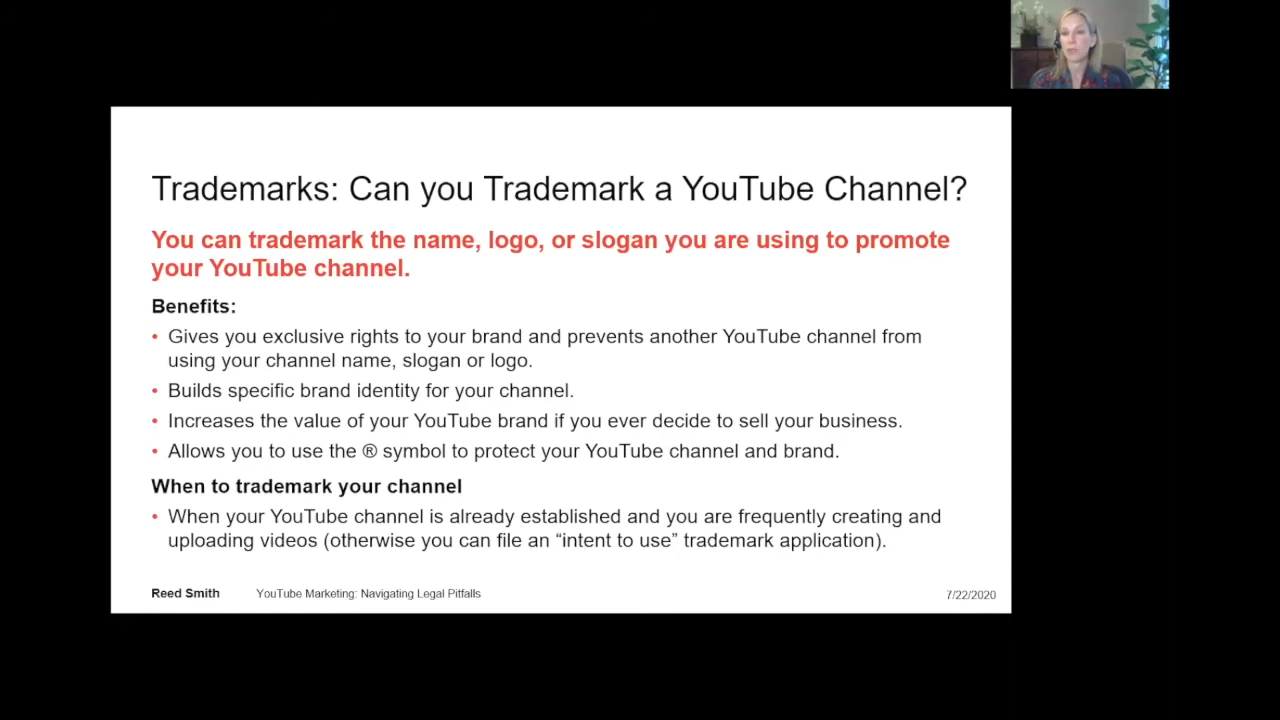 Trademarks: Can you Trademark a YouTube Channel?
You can trademark the name, logo, or slogan you are using to promote
your YouTube channel.
Benefits:
• Gives you exclusive rights to your brand and prevents another YouTube channel from
using your channel name, slogan or logo.
• Builds specific brand identity for your channel.
• Increases the value of your YouTube brand if you ever decide to sell your business.
• Allows you to use the ® symbol to protect your YouTube channel and brand.
When to trademark your channel
• When your YouTube channel is already established and you are frequently creating and
uploading videos (otherwise you can file an “intent to use” trademark application).
Reed Smith YouTube Marketing: Navigating Legal Pitfalls 7/22/2020